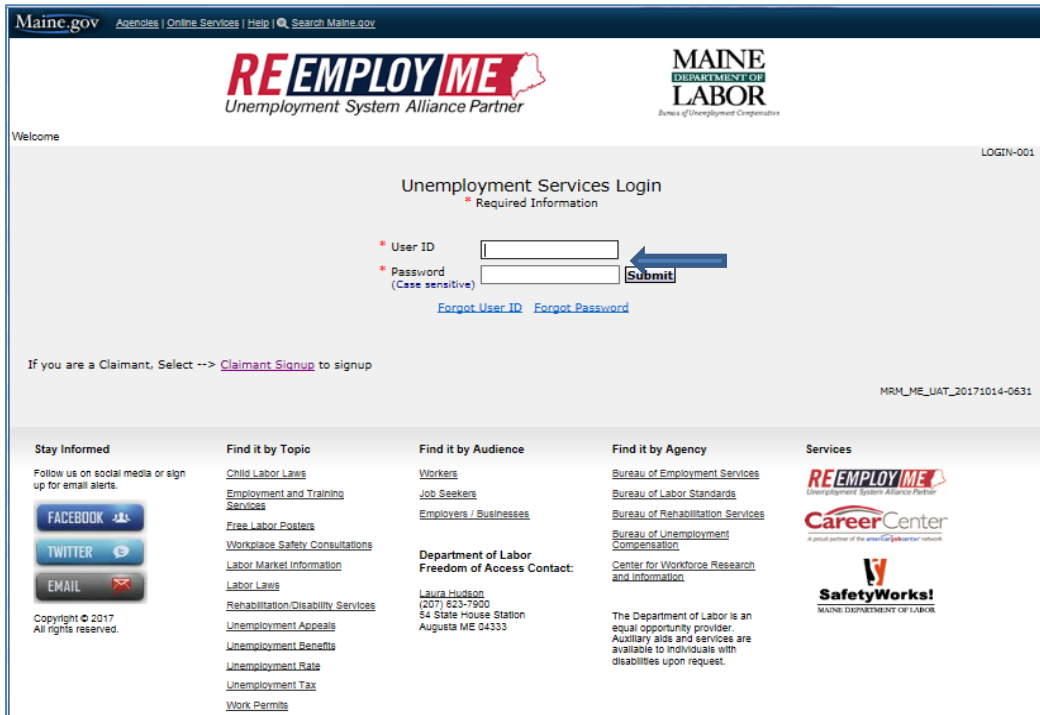 Maine.gov Agencies | Online Services | Help | Search Maine.gov
REEMPLOYME
Unemployment System Alliance Partner
MAINE
DEPARTMENT OF
LABOR
Bureau of Unemployment Compensation
Welcome
LOGIN-001
Unemployment Services Login
* Required Information
* User ID
* Password
(Case sensitive)
Submit
Forgot User ID Forgot Password
If you are a Claimant, Select --> Claimant Signup to signup
MRM_ME_UAT_20171014-0631
Stay Informed
Follow us on social media or sign
up for email alerts.
FACEBOOK
TWITTER
EMAIL
Copyright © 2017
All rights reserved.
Find it by Topic
Child Labor Laws
Employment and Training
Services
Free Labor Posters
Workplace Safety Consultations
Labor Market Information
Labor Laws
Rehabilitation/Disability Services
Unemployment Appeals
Unemployment Benefits
Unemployment Rate
Unemployment Tax
Work Permits
Find it by Audience
Workers
Job Seekers
Employers / Businesses
Department of Labor
Freedom of Access Contact:
Laura Hudson
(207) 623-7900
54 State House Station
Augusta ME 04333
Find it by Agency
Bureau of Employment Services
Bureau of Labor Standards
Bureau of Rehabilitation Services
Bureau of Unemployment
Compensation
Center for Workforce Research
and Information
The Department of Labor is an
equal opportunity provider.
Auxiliary aids and services are
available to individuals with
disabilities upon request.
Services
REEMPLOYME
Unemployment System Alliance Partner
CareerCenter
A proud partner of the americanjobcenter network
SafetyWorks!
MAINE DEPARTMENT OF LABOR